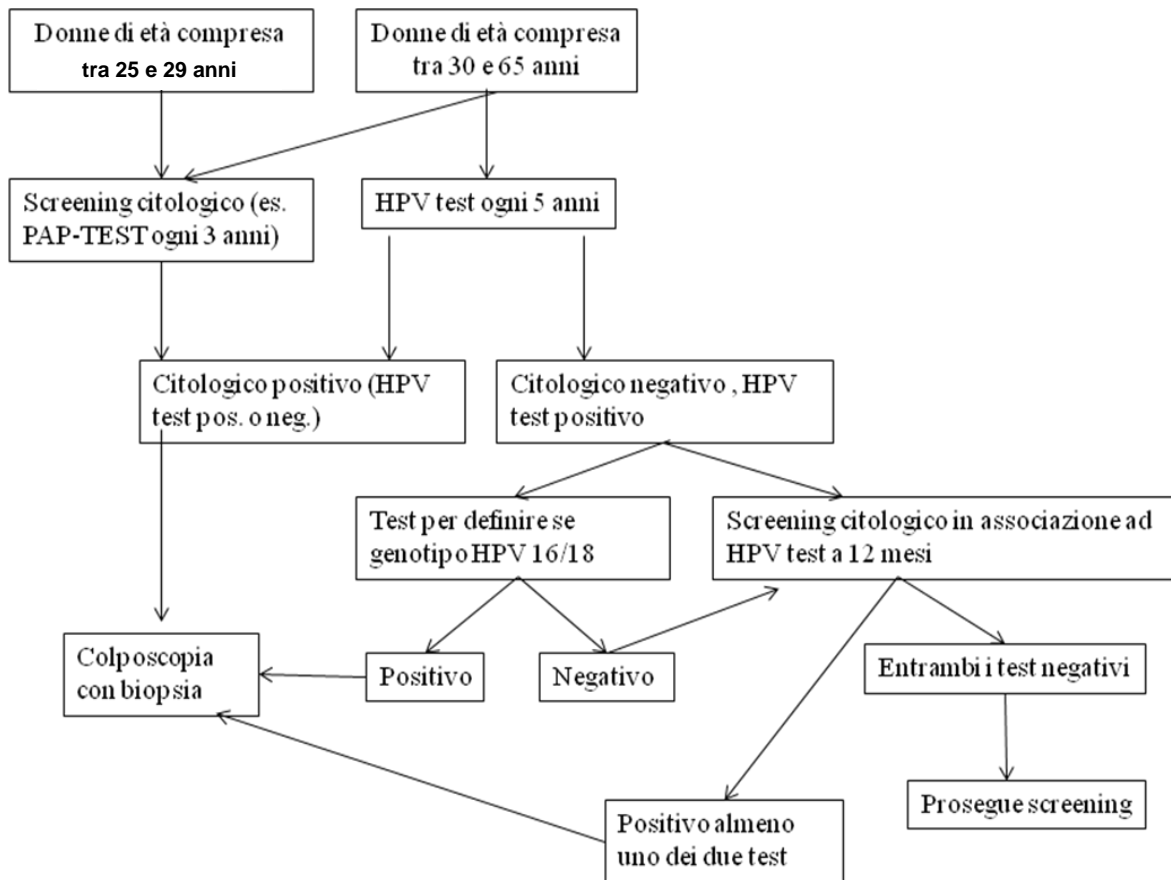 Donne di età compresa
tra 25 e 29 anni
Donne di età compresa
tra 30 e 65 anni
Screening citologico (es.
PAP-TEST ogni 3 anni)
HPV test ogni 5 anni
Citologico positivo (HPV
test pos. o neg.)
Citologico negativo , HPV
test positivo
Test per definire se
genotipo HPV 16/18
Screening citologico in associazione ad
HPV test a 12 mesi
Colposcopia
con biopsia
Positivo
Negativo
Entrambi i test negativi
Prosegue screening
Positivo almeno
uno dei due test